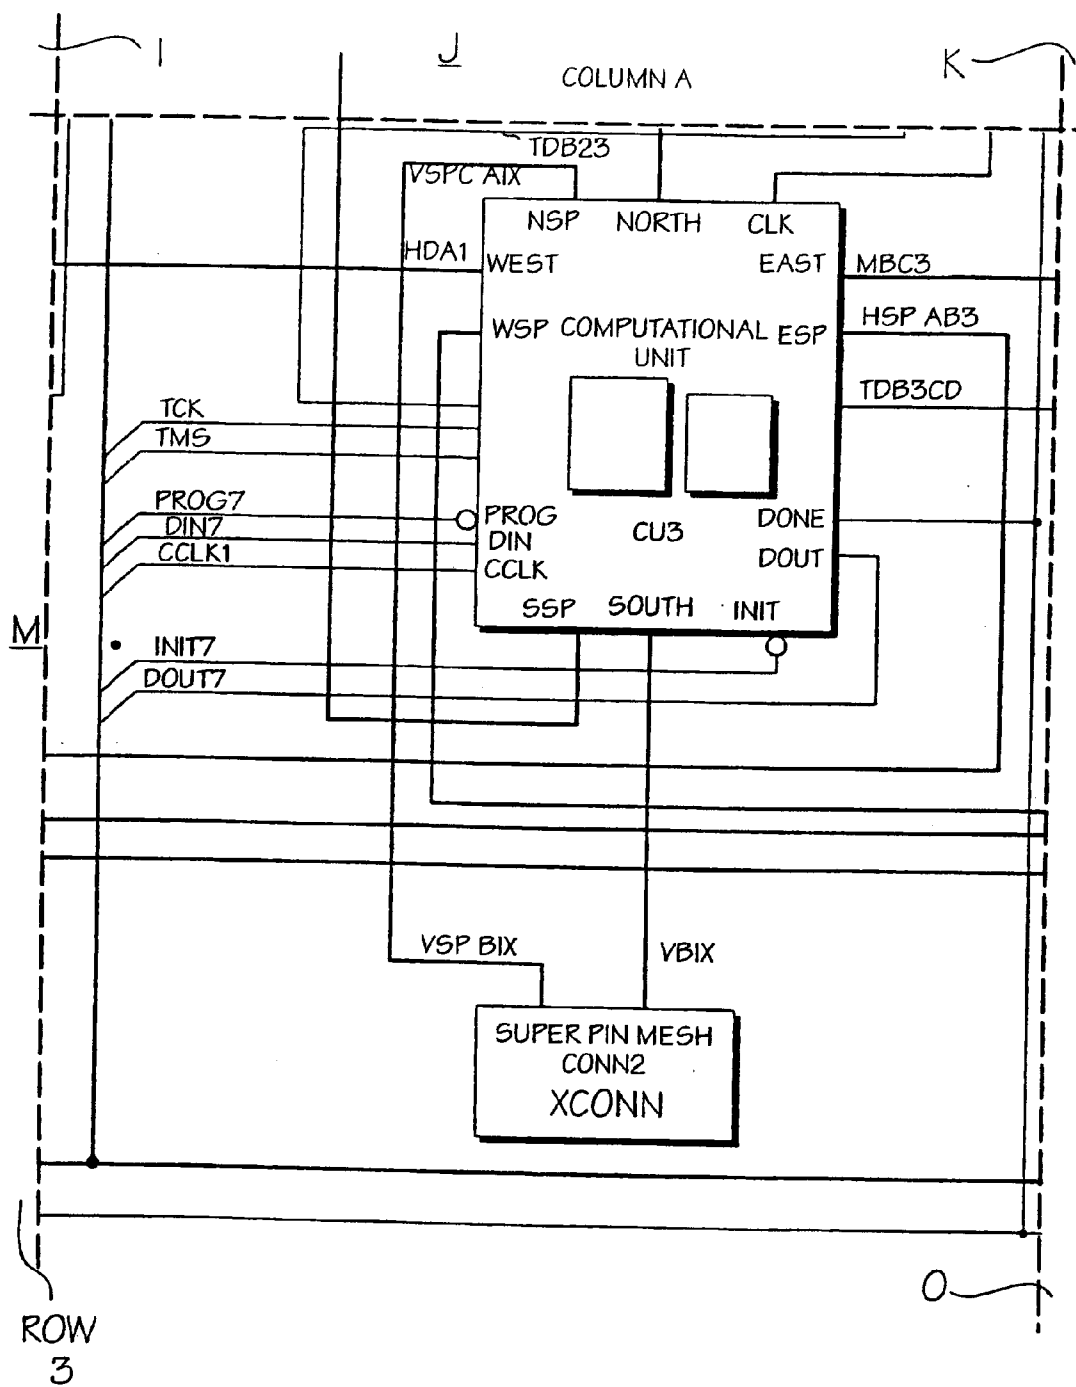 I
J
K
COLUMN A
TDB23
VSPC AIX
NSP
NORTH
CLK
HDA1
WEST
EAST
MBC3
WSP
COMPUTATIONAL
UNIT
ESP
HSP AB3
TDB3CD
TCK
TMS
PROG7
PROG
DONE
DIN7
DIN
CU3
CCLK1
CCLK
DOUT
SSP
SOUTH
INIT
M
INIT7
DOUT7
VSP BIX
VBIX
SUPER PIN MESH
CONN2
XCONN
O
ROW
3